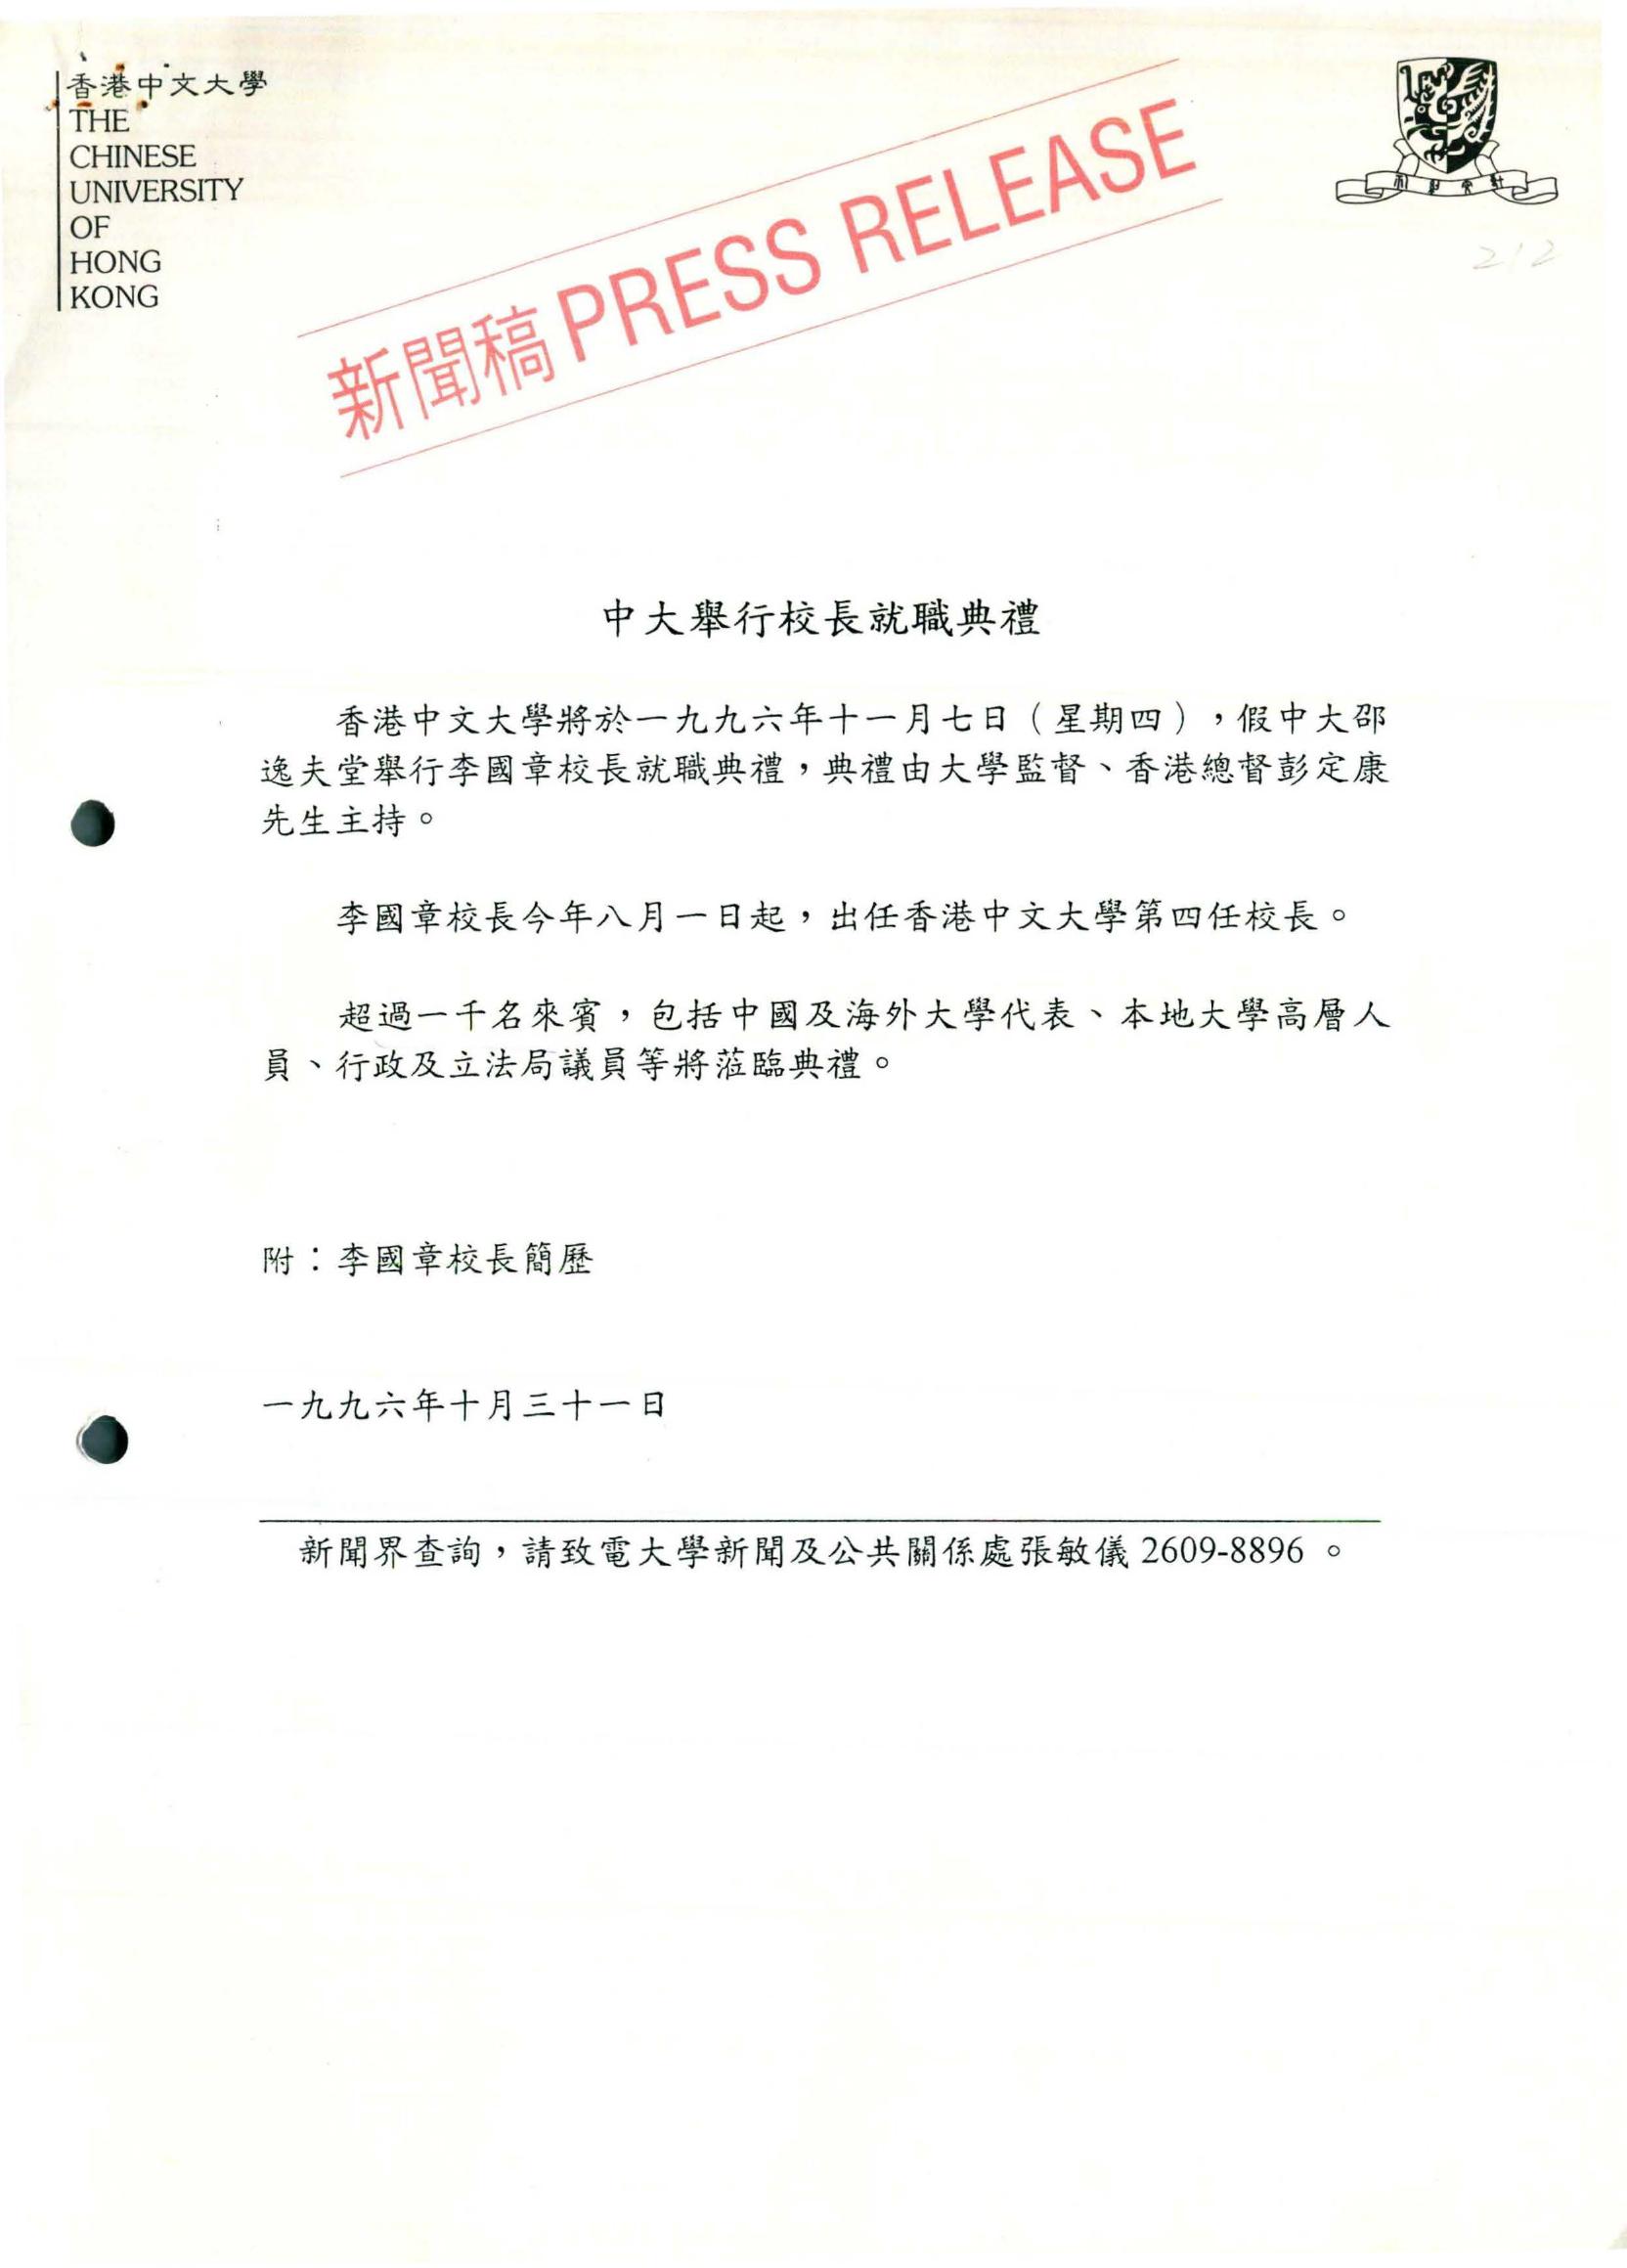 香港中文大學
THE
CHINESE
UNIVERSITY
OF
HONG
KONG
新聞稿 PRESS RELEASE
212
中大舉行校長就職典禮
香港中文大學將於一九九六年十一月七日（星期四），假中大邵
逸夫堂舉行李國章校長就職典禮，典禮由大學監督、香港總督彭定康
先生主持。
李國章校長今年八月一日起，出任香港中文大學第四任校長。
超過一千名來賓，包括中國及海外大學代表、本地大學高層人
員、行政及立法局議員等將蒞臨典禮。
附：李國章校長簡歷
一九九六年十月三十一日
新聞界查詢，請致電大學新聞及公共關係處張敏儀 2609-8896 。